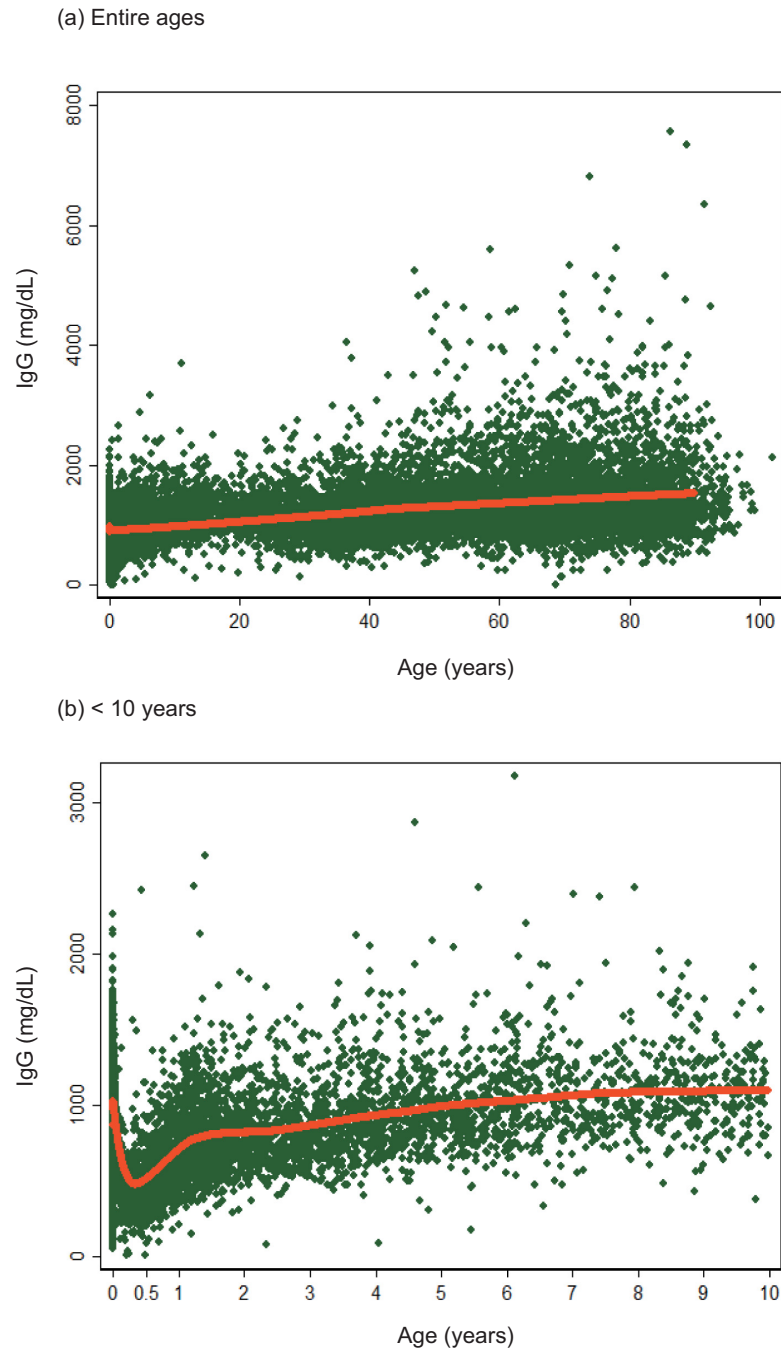 (a) Entire ages
8000
6000
4000
2000
0
IgG (mg/dL)
0 20 40 60 80 100
Age (years)
(b) < 10 years
3000
2000
1000
0
IgG (mg/dL)
0 0.5 1 2 3 4 5 6 7 8 9 10
Age (years)